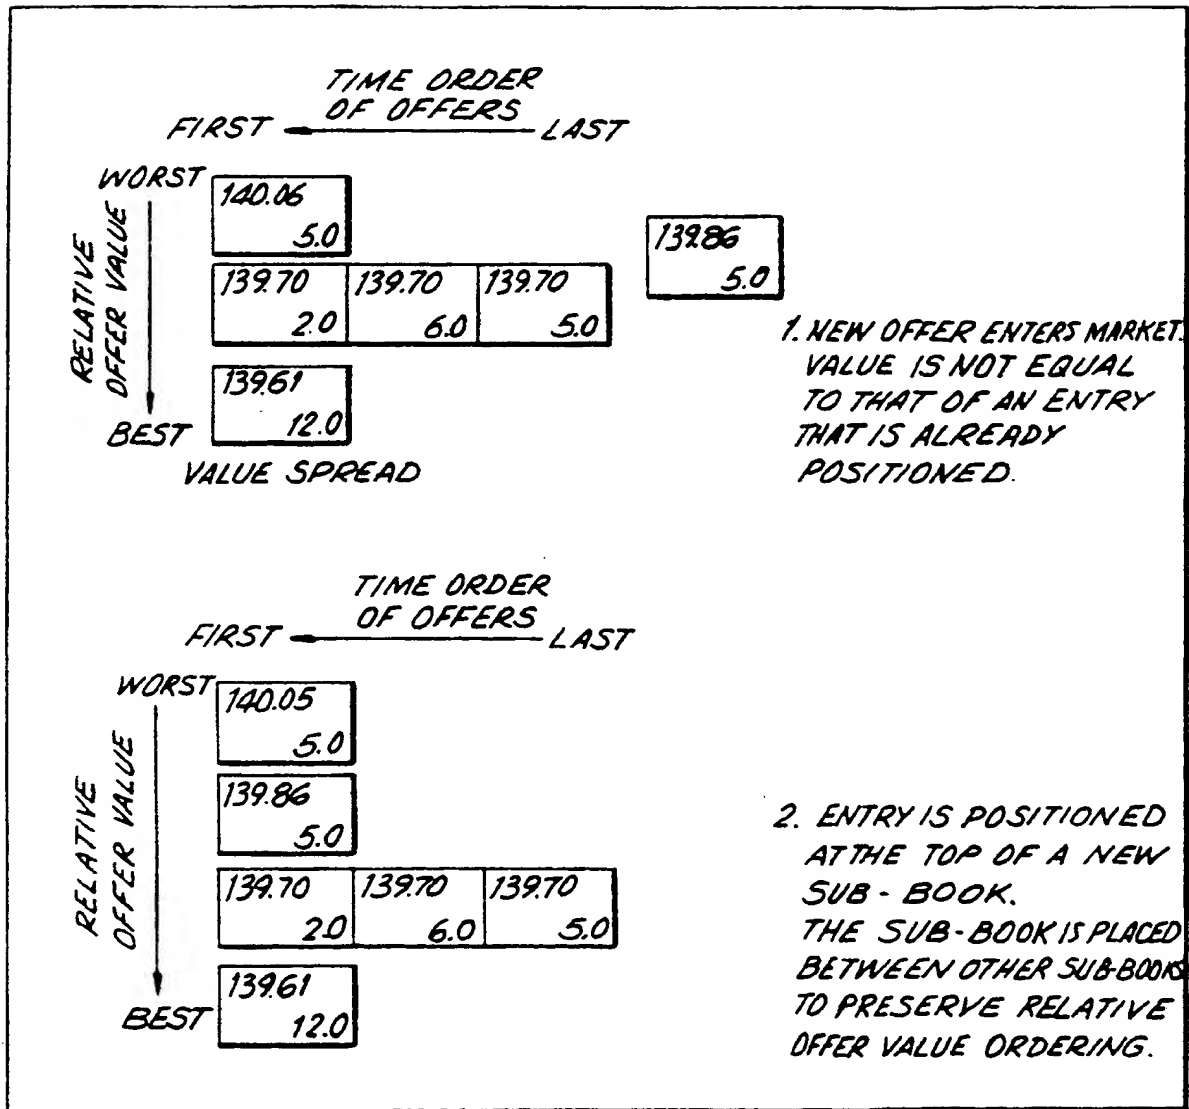 TIME ORDER
OF OFFERS
FIRST LAST
WORST
RELATIVE
OFFER VALUE
BEST
140.06
5.0
139.86
5.0
139.70 139.70 139.70
2.0 6.0 5.0
139.61
12.0
VALUE SPREAD
1. NEW OFFER ENTERS MARKET.
VALUE IS NOT EQUAL
TO THAT OF AN ENTRY
THAT IS ALREADY
POSITIONED.
TIME ORDER
OF OFFERS
FIRST LAST
WORST
RELATIVE
OFFER VALUE
BEST
140.05
5.0
139.86
5.0
139.70 139.70 139.70
2.0 6.0 5.0
139.61
12.0
2. ENTRY IS POSITIONED
AT THE TOP OF A NEW
SUB-BOOK.
THE SUB-BOOK IS PLACED
BETWEEN OTHER SUB-BOOKS
TO PRESERVE RELATIVE
OFFER VALUE ORDERING.